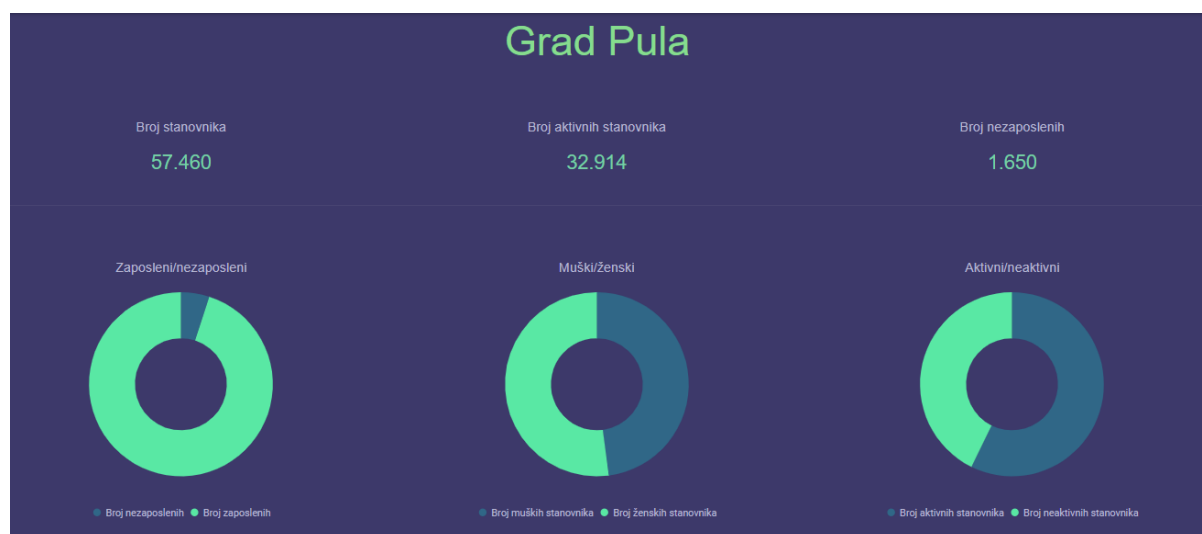 Grad Pula
Broj stanovnika
57.460
Broj aktivnih stanovnika
32.914
Broj nezaposlenih
1.650
Zaposleni/nezaposleni
Broj nezaposlenih Broj zaposlenih
Muški/ženski
Broj muških stanovnika Broj ženskih stanovnika
Aktivni/neaktivni
Broj aktivnih stanovnika Broj neaktivnih stanovnika